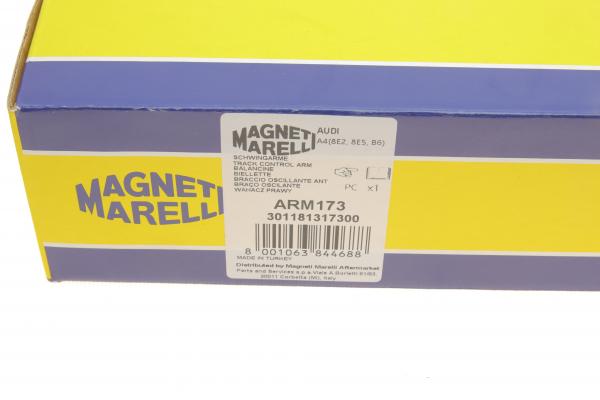 MAGNETI
MARELLI
MAGNETI
MARELLI
AUDI
A4(8E2, 8E5, B6)
SCHWINGARME
TRACK CONTROL ARM
BALANCINE
BIELLETTE
BRACCIO OSCILLANTE ANT
BRAÇO OSCILANTE
WAHACZ PRAWY
PC x1
ARM173
301181317300
8 001063 844688
MADE IN TURKEY
Distributed by Magneti Marelli Aftermarket
Parts and Services s.p.a. Viale A.Borletti 61/63
20011 Corbetta (MI), Italy